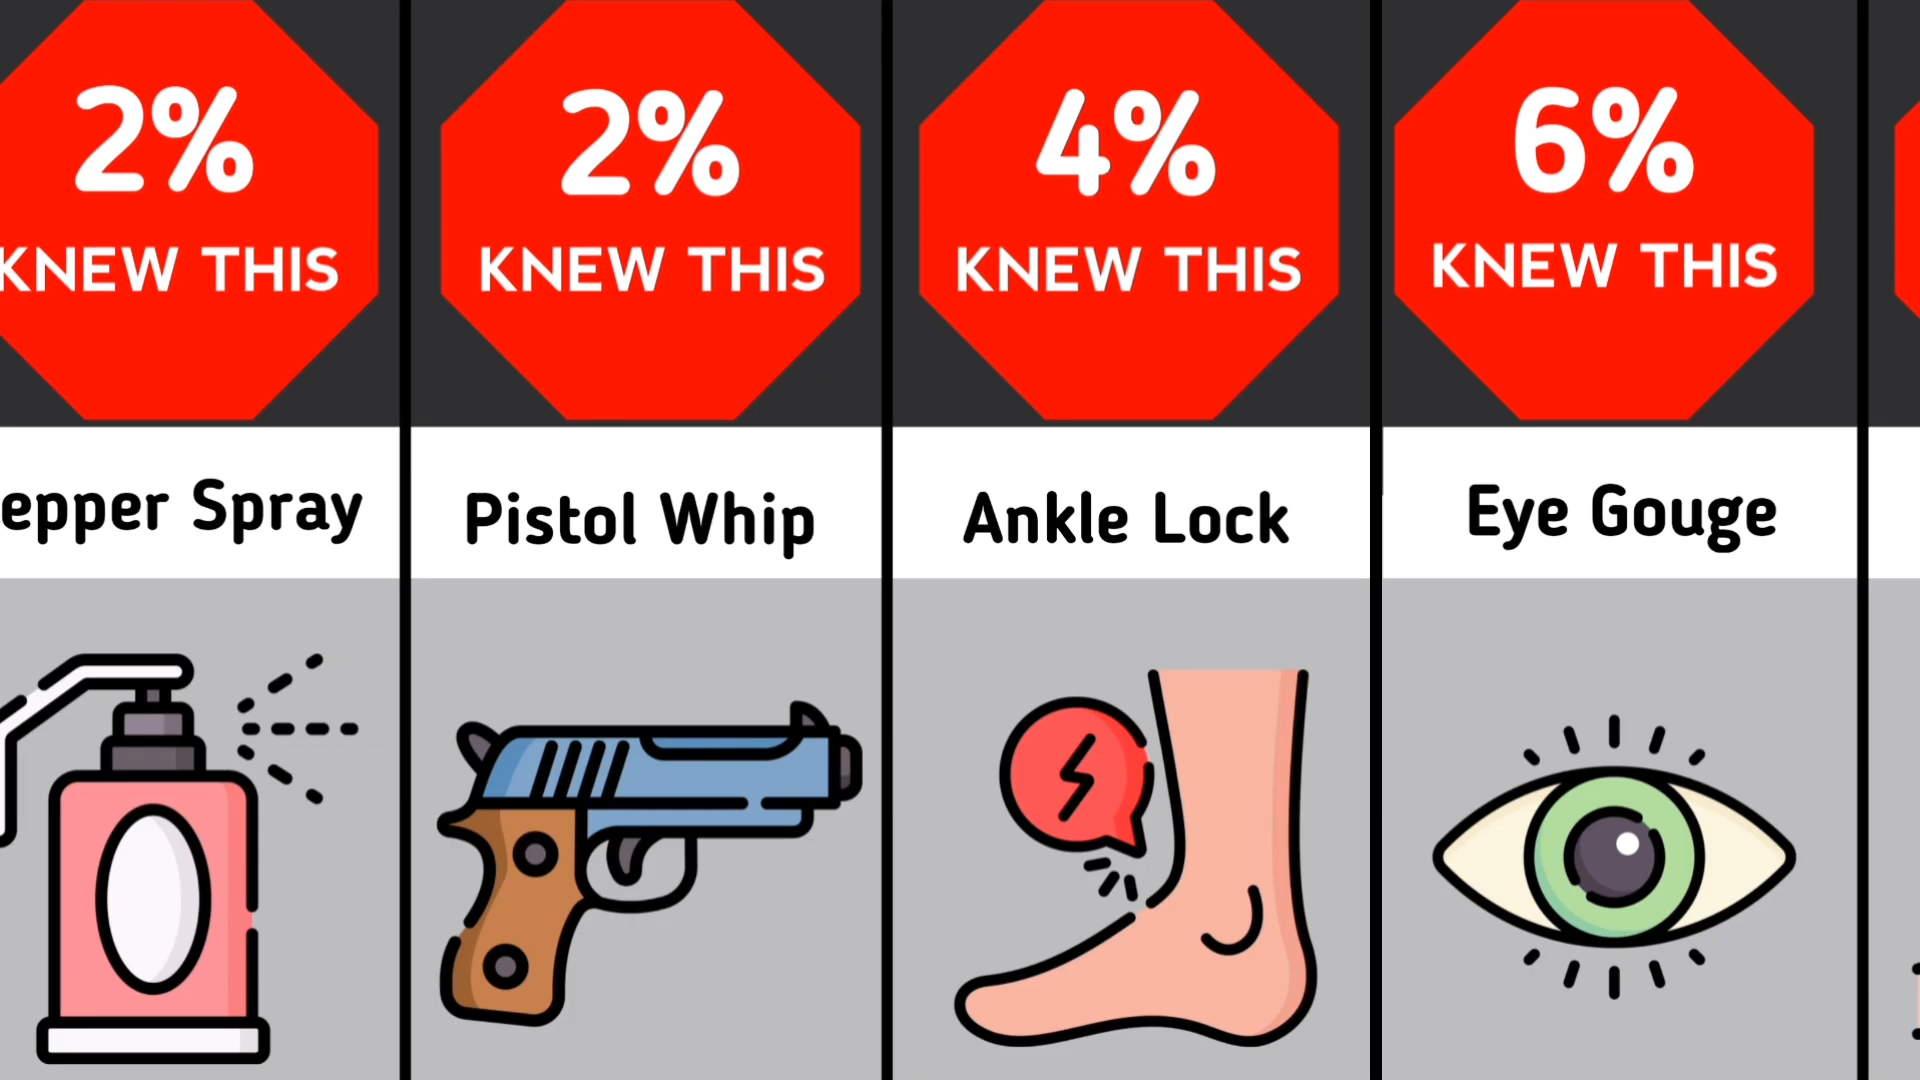 2%
KNEW THIS
epper Spray
2%
KNEW THIS
Pistol Whip
4%
KNEW THIS
Ankle Lock
6%
KNEW THIS
Eye Gouge